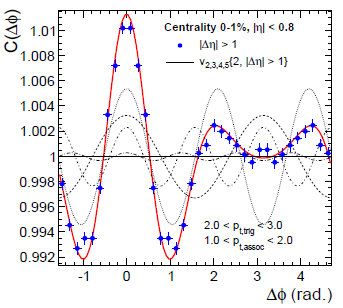 C(Δϕ)
1.01
1.008
1.006
1.004
1.002
1
0.998
0.996
0.994
0.992
Centrality 0-1%, |η| < 0.8
|Δη| > 1
v2,3,4,5{2, |Δη| > 1}
2.0 < pt,trig < 3.0
1.0 < pt,assoc < 2.0
-1 0 1 2 3 4
Δϕ (rad.)